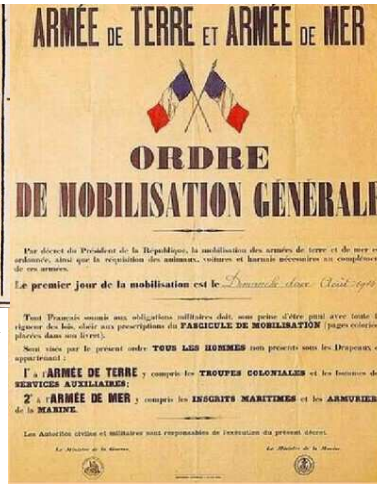 ARMÉE DE TERRE ET ARMÉE DE MER
ORDRE
DE MOBILISATION GÉNÉRALE
Par décret du Président de la République, la mobilisation des armées de terre et de mer e
ordonnée, ainsi que la réquisition des animaux, voitures et harnais nécessaires au complémen
de ces armées.
Le premier jour de la mobilisation est le Dimanche deux Août 1914
Tout Français soumis aux obligations militaires doit, sous peine d'être puni avec toute l
rigueur des lois, obéir aux prescriptions du FASCICULE DE MOBILISATION (pages colorié
placées dans son livret).
Sont visés par le présent ordre TOUS LES HOMMES non présents sous les Drapeaux e
appartenant :
1° à l'ARMÉE DE TERRE y compris les TROUPES COLONIALES et les hommes de
SERVICES AUXILIAIRES;
2° à l'ARMÉE DE MER y compris les INSCRITS MARITIMES et les ARMURIER
de la MARINE.
Les Autorités civiles et militaires sont responsables de l'exécution du présent décret.
Le Ministre de la Guerre, Le Ministre de la Marine,